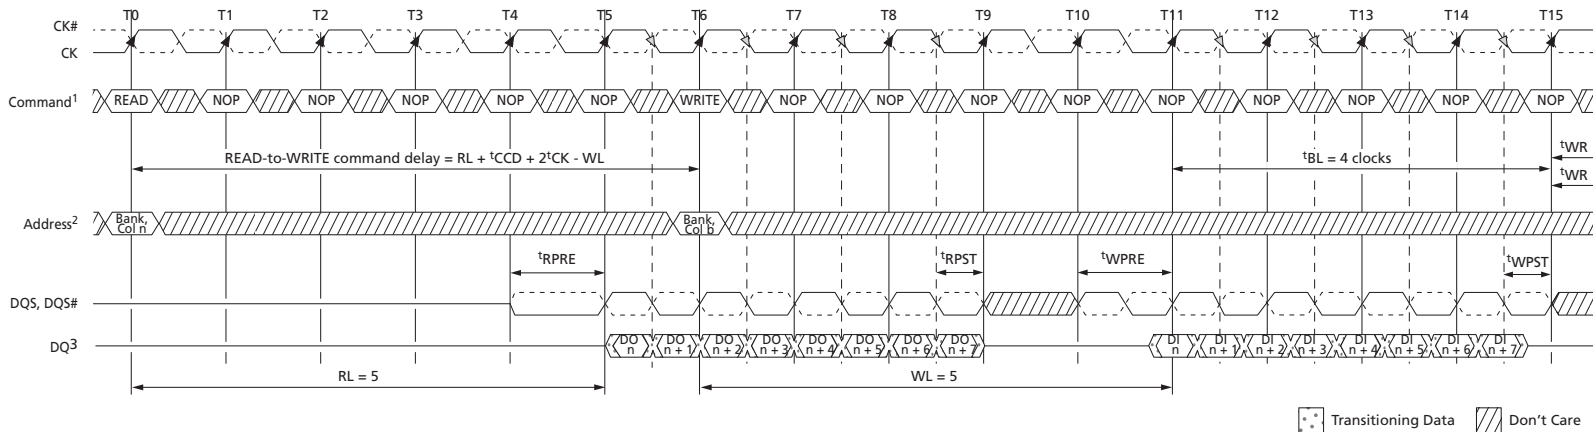 T0 T1 T2 T3 T4 T5 T6 T7 T8 T9 T10 T11 T12 T13 T14 T15
CK#
CK
Command1 READ NOP NOP NOP NOP NOP WRITE NOP NOP NOP NOP NOP NOP NOP NOP NOP
READ-to-WRITE command delay = RL + tCCD + 2tCK - WL
tBL = 4 clocks
tWR
tWR
Address2
Bank,
Col n
Bank,
Col b
tRPRE tRPST tWPRE tWPST
DQS, DQS#
DQ3
DO DO DO DO DO DO DO DO DI DI DI DI DI DI DI DI
n n + 1 n + 2 n + 3 n + 4 n + 5 n + 6 n + 7 n n + 1 n + 2 n + 3 n + 4 n + 5 n + 6 n + 7
RL = 5 WL = 5
Transitioning Data Don't Care